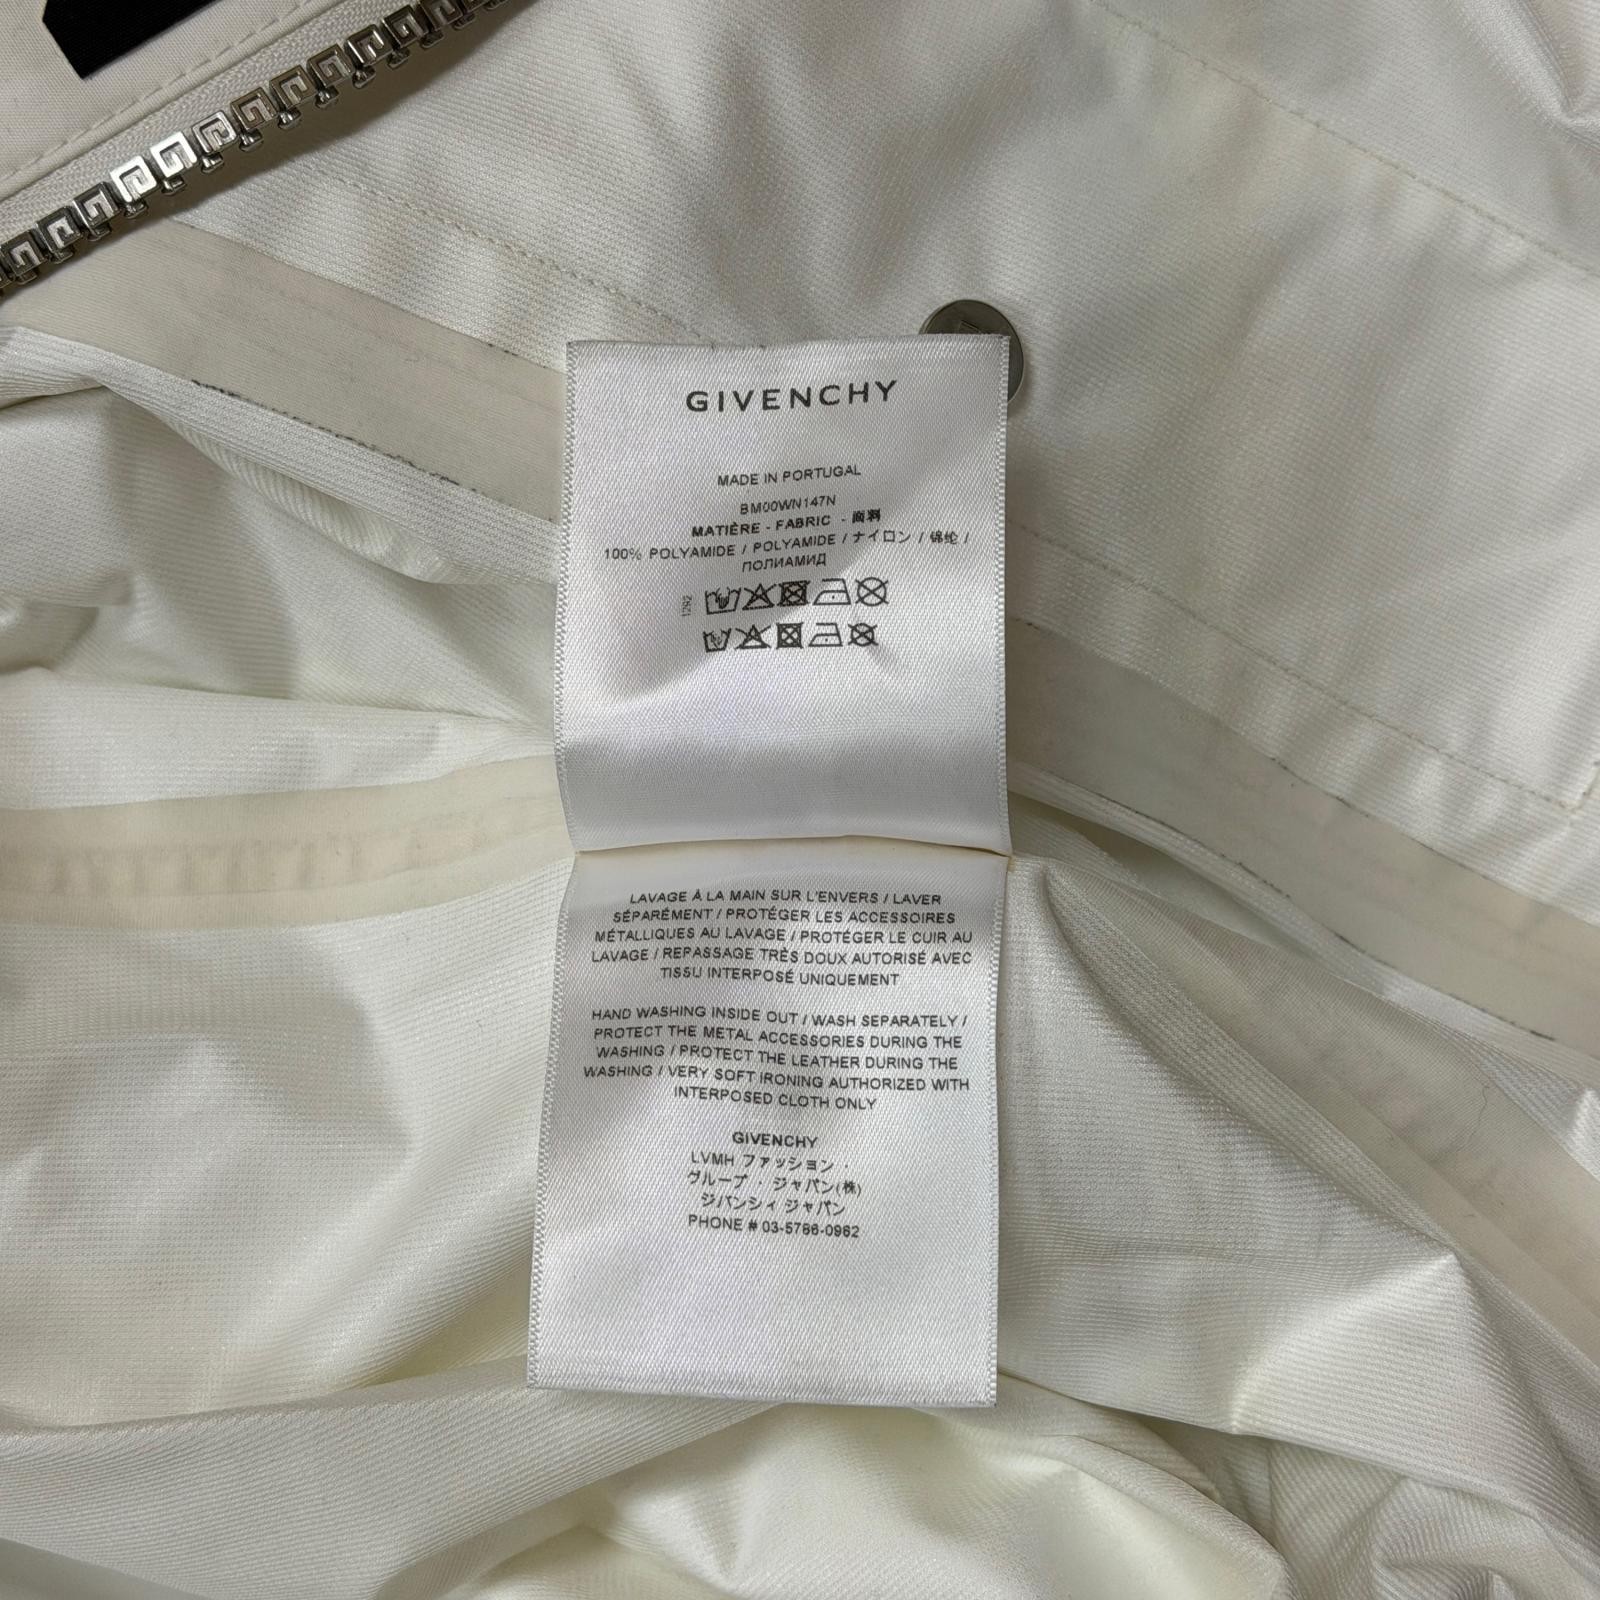 GIVENCHY
MADE IN PORTUGAL
BM00WN147N
MATIÈRE - FABRIC - 面料
100% POLYAMIDE / POLYAMIDE / ナイロン / 锦纶 /
ПОЛИАМИД
1292
LAVAGE À LA MAIN SUR L'ENVERS / LAVER
SÉPARÉMENT / PROTÉGER LES ACCESSOIRES
MÉTALLIQUES AU LAVAGE / PROTÉGER LE CUIR AU
LAVAGE / REPASSAGE TRÈS DOUX AUTORISÉ AVEC
TISSU INTERPOSÉ UNIQUEMENT
HAND WASHING INSIDE OUT / WASH SEPARATELY /
PROTECT THE METAL ACCESSORIES DURING THE
WASHING / PROTECT THE LEATHER DURING THE
WASHING / VERY SOFT IRONING AUTHORIZED WITH
INTERPOSED CLOTH ONLY
GIVENCHY
LVMH ファッション ・
グループ ・ ジャパン(株)
ジバンシィ ジャパン
PHONE # 03-5786-0962